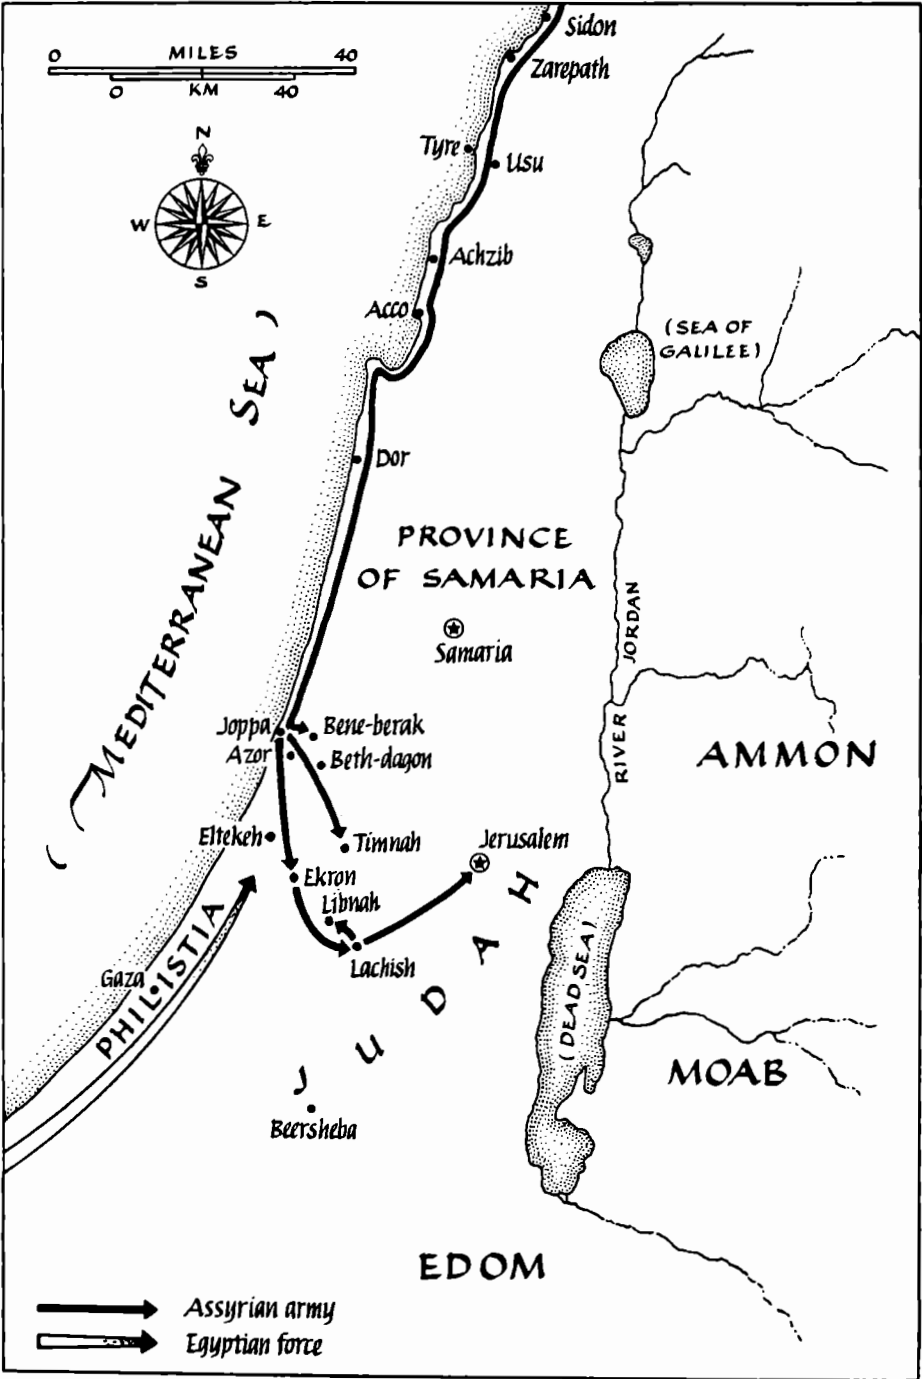 0 MILES 40
0 KM 40
N
W E
S
Sidon
Zarepath
Tyre
Usu
Achzib
Acco
(SEA OF
GALILEE)
(MEDITERRANEAN SEA)
Dor
PROVINCE
OF SAMARIA
Samaria
RIVER JORDAN
Joppa
Bene-berak
Azor
Beth-dagon
AMMON
Eltekeh
Timnah
Jerusalem
Ekron
Libnah
Lachish
JUDAH
Gaza
PHILISTIA
(DEAD SEA)
MOAB
Beersheba
EDOM
Assyrian army
Egyptian force